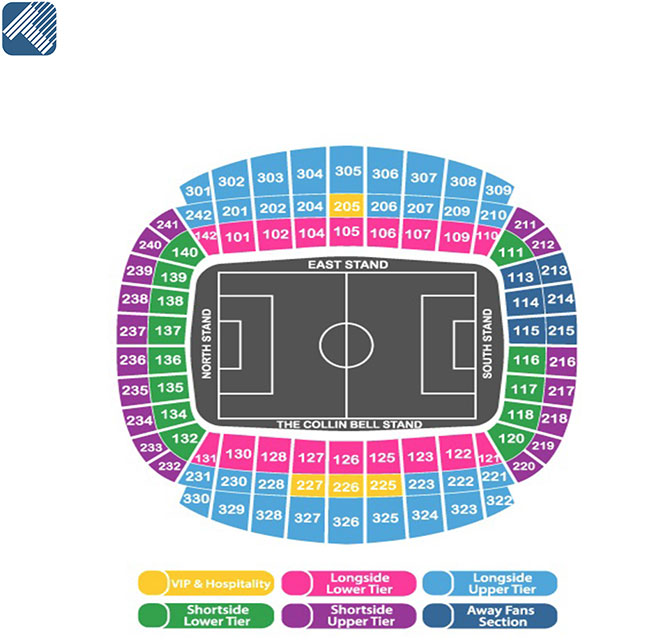 301 302 303 304 305 306 307 308 309
242 201 202 204 205 206 207 209 210
241 142 101 102 104 105 106 107 109 110 211
240 140 111 212
239 139 EAST STAND 113 213
238 138 114 214
237 137 NORTH STAND SOUTH STAND 115 215
236 136 116 216
235 135 117 217
234 134 118 218
233 132 THE COLLIN BELL STAND 120 219
232 131 130 128 127 126 125 123 122 121 220
231 230 228 227 226 225 223 222 221
330 329 328 327 326 325 324 323 322
VIP & Hospitality
Longside
Lower Tier
Longside
Upper Tier
Shortside
Lower Tier
Shortside
Upper Tier
Away Fans
Section